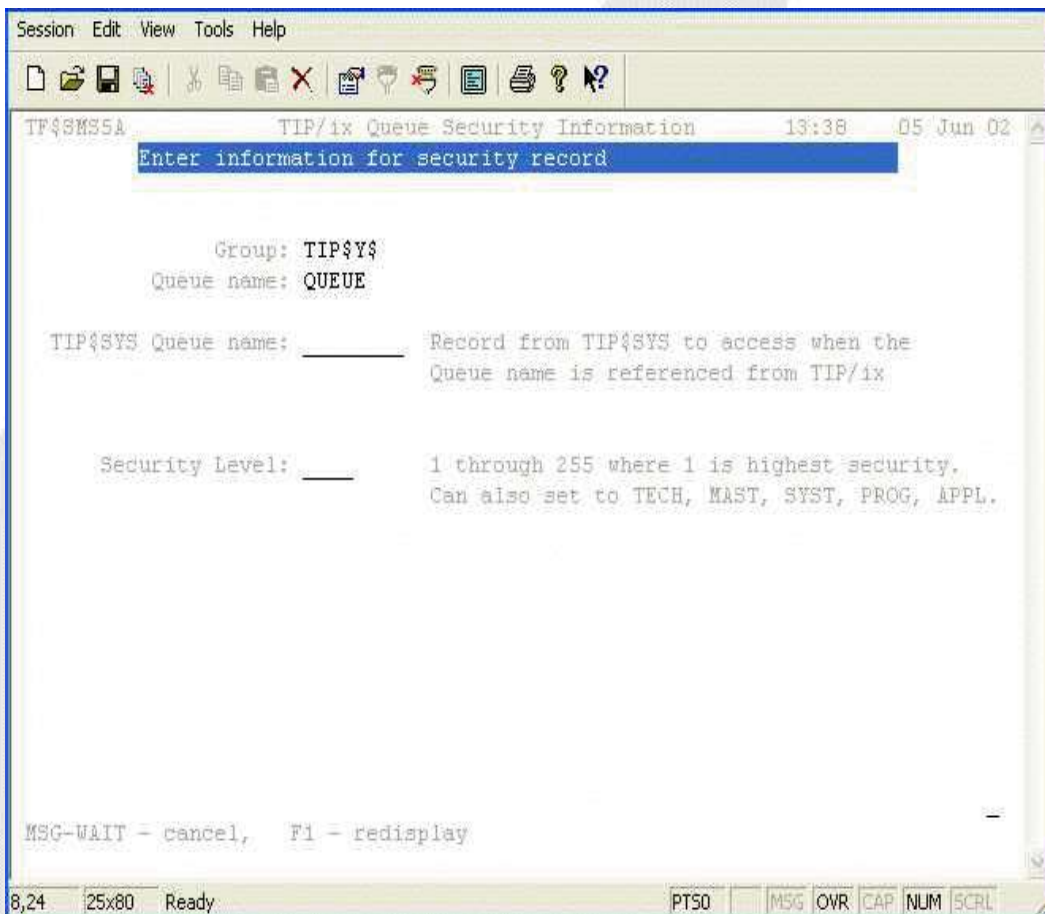 Session Edit View Tools Help
TF$SMS5A TIP/ix Queue Security Information 13:38 05 Jun 02
Enter information for security record
Group: TIP$Y$
Queue name: QUEUE
TIP$SYS Queue name: Record from TIP$SYS to access when the
Queue name is referenced from TIP/ix
Security Level: 1 through 255 where 1 is highest security.
Can also set to TECH, MAST, SYST, PROG, APPL.
MSG-WAIT - cancel, F1 - redisplay
8,24 25x80 Ready PTS0 MSG OVR CAP NUM SCRL